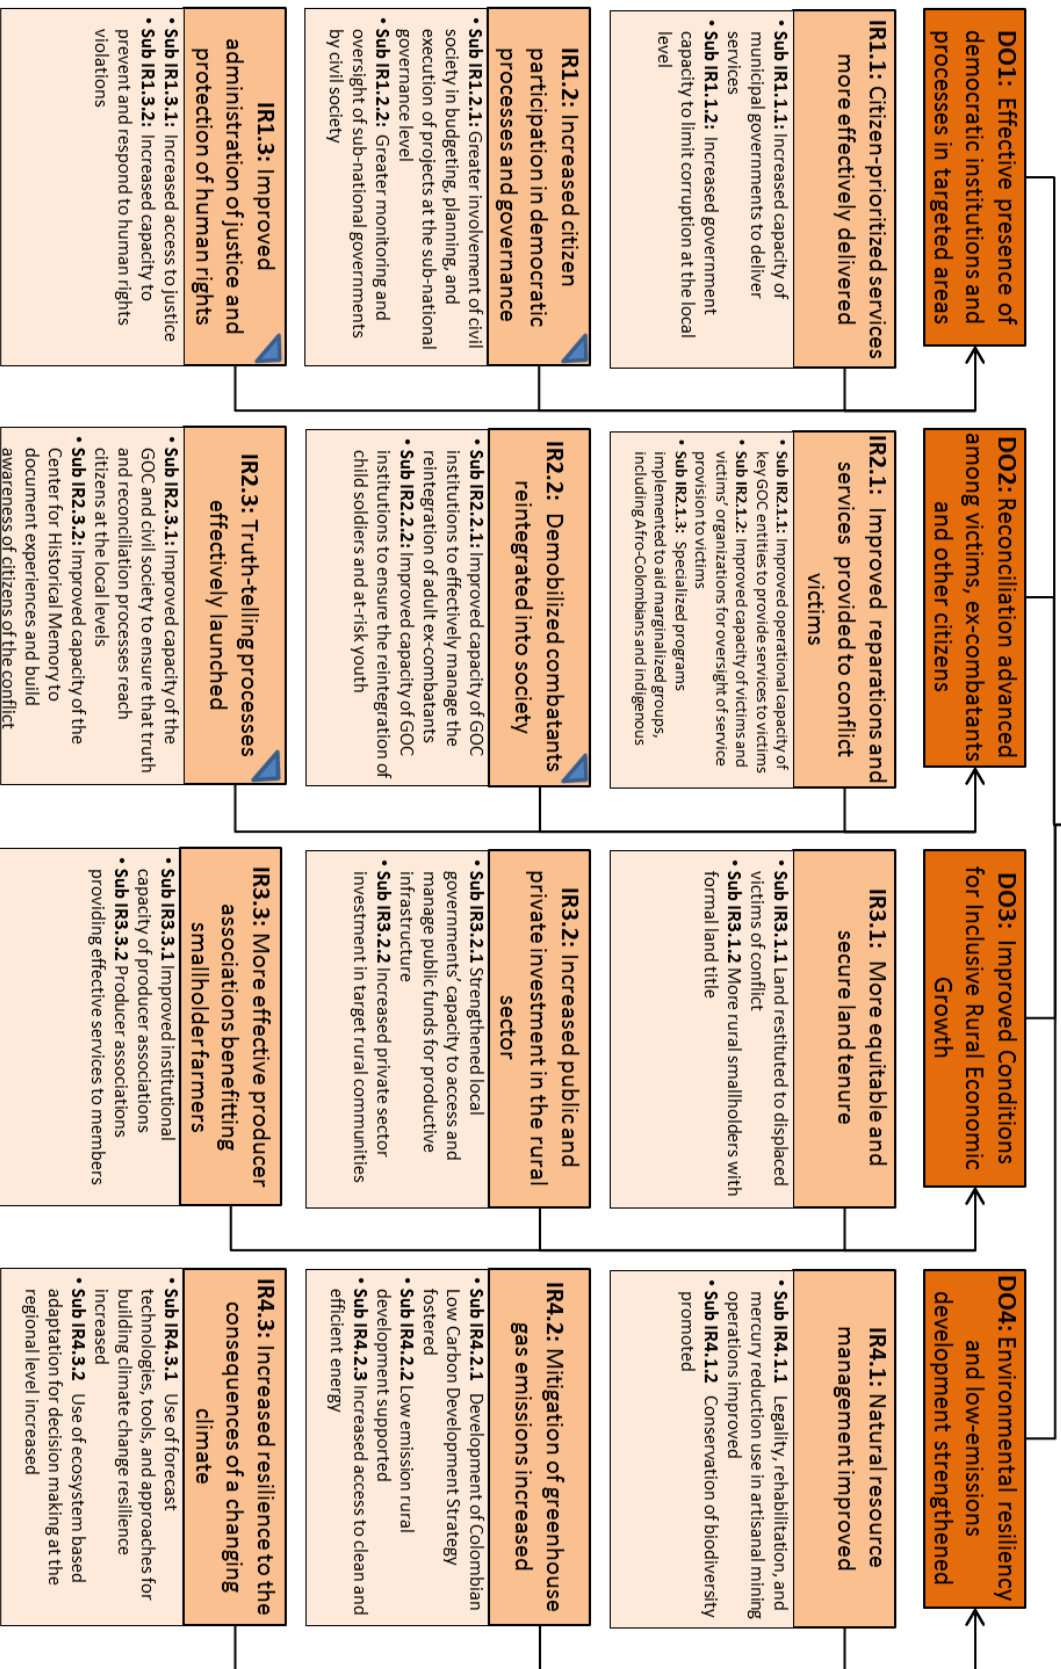 DO1: Effective presence of
democratic institutions and
processes in targeted areas
IR1.1: Citizen-prioritized services
more effectively delivered
• Sub IR1.1.1: Increased capacity of
municipal governments to deliver
services
• Sub IR1.1.2: Increased government
capacity to limit corruption at the local
level
IR1.2: Increased citizen
participation in democratic
processes and governance
• Sub IR1.2.1: Greater involvement of civil
society in budgeting, planning, and
execution of projects at the sub-national
governance level
• Sub IR1.2.2: Greater monitoring and
oversight of sub-national governments
by civil society
IR1.3: Improved
administration of justice and
protection of human rights
• Sub IR1.3.1: Increased access to justice
• Sub IR1.3.2: Increased capacity to
prevent and respond to human rights
violations
DO2: Reconciliation advanced
among victims, ex-combatants
and other citizens
IR2.1: Improved reparations and
services provided to conflict
victims
• Sub IR2.1.1: Improved operational capacity of
key GOC entities to provide services to victims
• Sub IR2.1.2: Improved capacity of victims and
victims' organizations for oversight of service
provision to victims
• Sub IR2.1.3: Specialized programs
implemented to aid marginalized groups,
including Afro-Colombians and indigenous
IR2.2: Demobilized combatants
reintegrated into society
• Sub IR2.2.1: Improved capacity of GOC
institutions to effectively manage the
reintegration of adult ex-combatants
• Sub IR2.2.2: Improved capacity of GOC
institutions to ensure the reintegration of
child soldiers and at-risk youth
IR2.3: Truth-telling processes
effectively launched
• Sub IR2.3.1: Improved capacity of the
GOC and civil society to ensure that truth
and reconciliation processes reach
citizens at the local levels
• Sub IR2.3.2: Improved capacity of the
Center for Historical Memory to
document experiences and build
awareness of citizens of the conflict
DO3: Improved Conditions
for Inclusive Rural Economic
Growth
IR3.1: More equitable and
secure land tenure
• Sub IR3.1.1 Land restituted to displaced
victims of conflict
• Sub IR3.1.2 More rural smallholders with
formal land title
IR3.2: Increased public and
private investment in the rural
sector
• Sub IR3.2.1 Strengthened local
governments' capacity to access and
manage public funds for productive
infrastructure
• Sub IR3.2.2 Increased private sector
investment in target rural communities
IR3.3: More effective producer
associations benefitting
smallholder farmers
• Sub IR3.3.1 Improved institutional
capacity of producer associations
• Sub IR3.3.2 Producer associations
providing effective services to members
DO4: Environmental resiliency
and low-emissions
development strengthened
IR4.1: Natural resource
management improved
• Sub IR4.1.1 Legality, rehabilitation, and
mercury reduction use in artisanal mining
operations improved
• Sub IR4.1.2 Conservation of biodiversity
promoted
IR4.2: Mitigation of greenhouse
gas emissions increased
• Sub IR4.2.1 Development of Colombian
Low Carbon Development Strategy
fostered
• Sub IR4.2.2 Low emission rural
development supported
• Sub IR4.2.3 Increased access to clean and
efficient energy
IR4.3: Increased resilience to the
consequences of a changing
climate
• Sub IR4.3.1 Use of forecast
technologies, tools, and approaches for
building climate change resilience
increased
• Sub IR4.3.2 Use of ecosystem based
adaptation for decision making at the
regional level increased